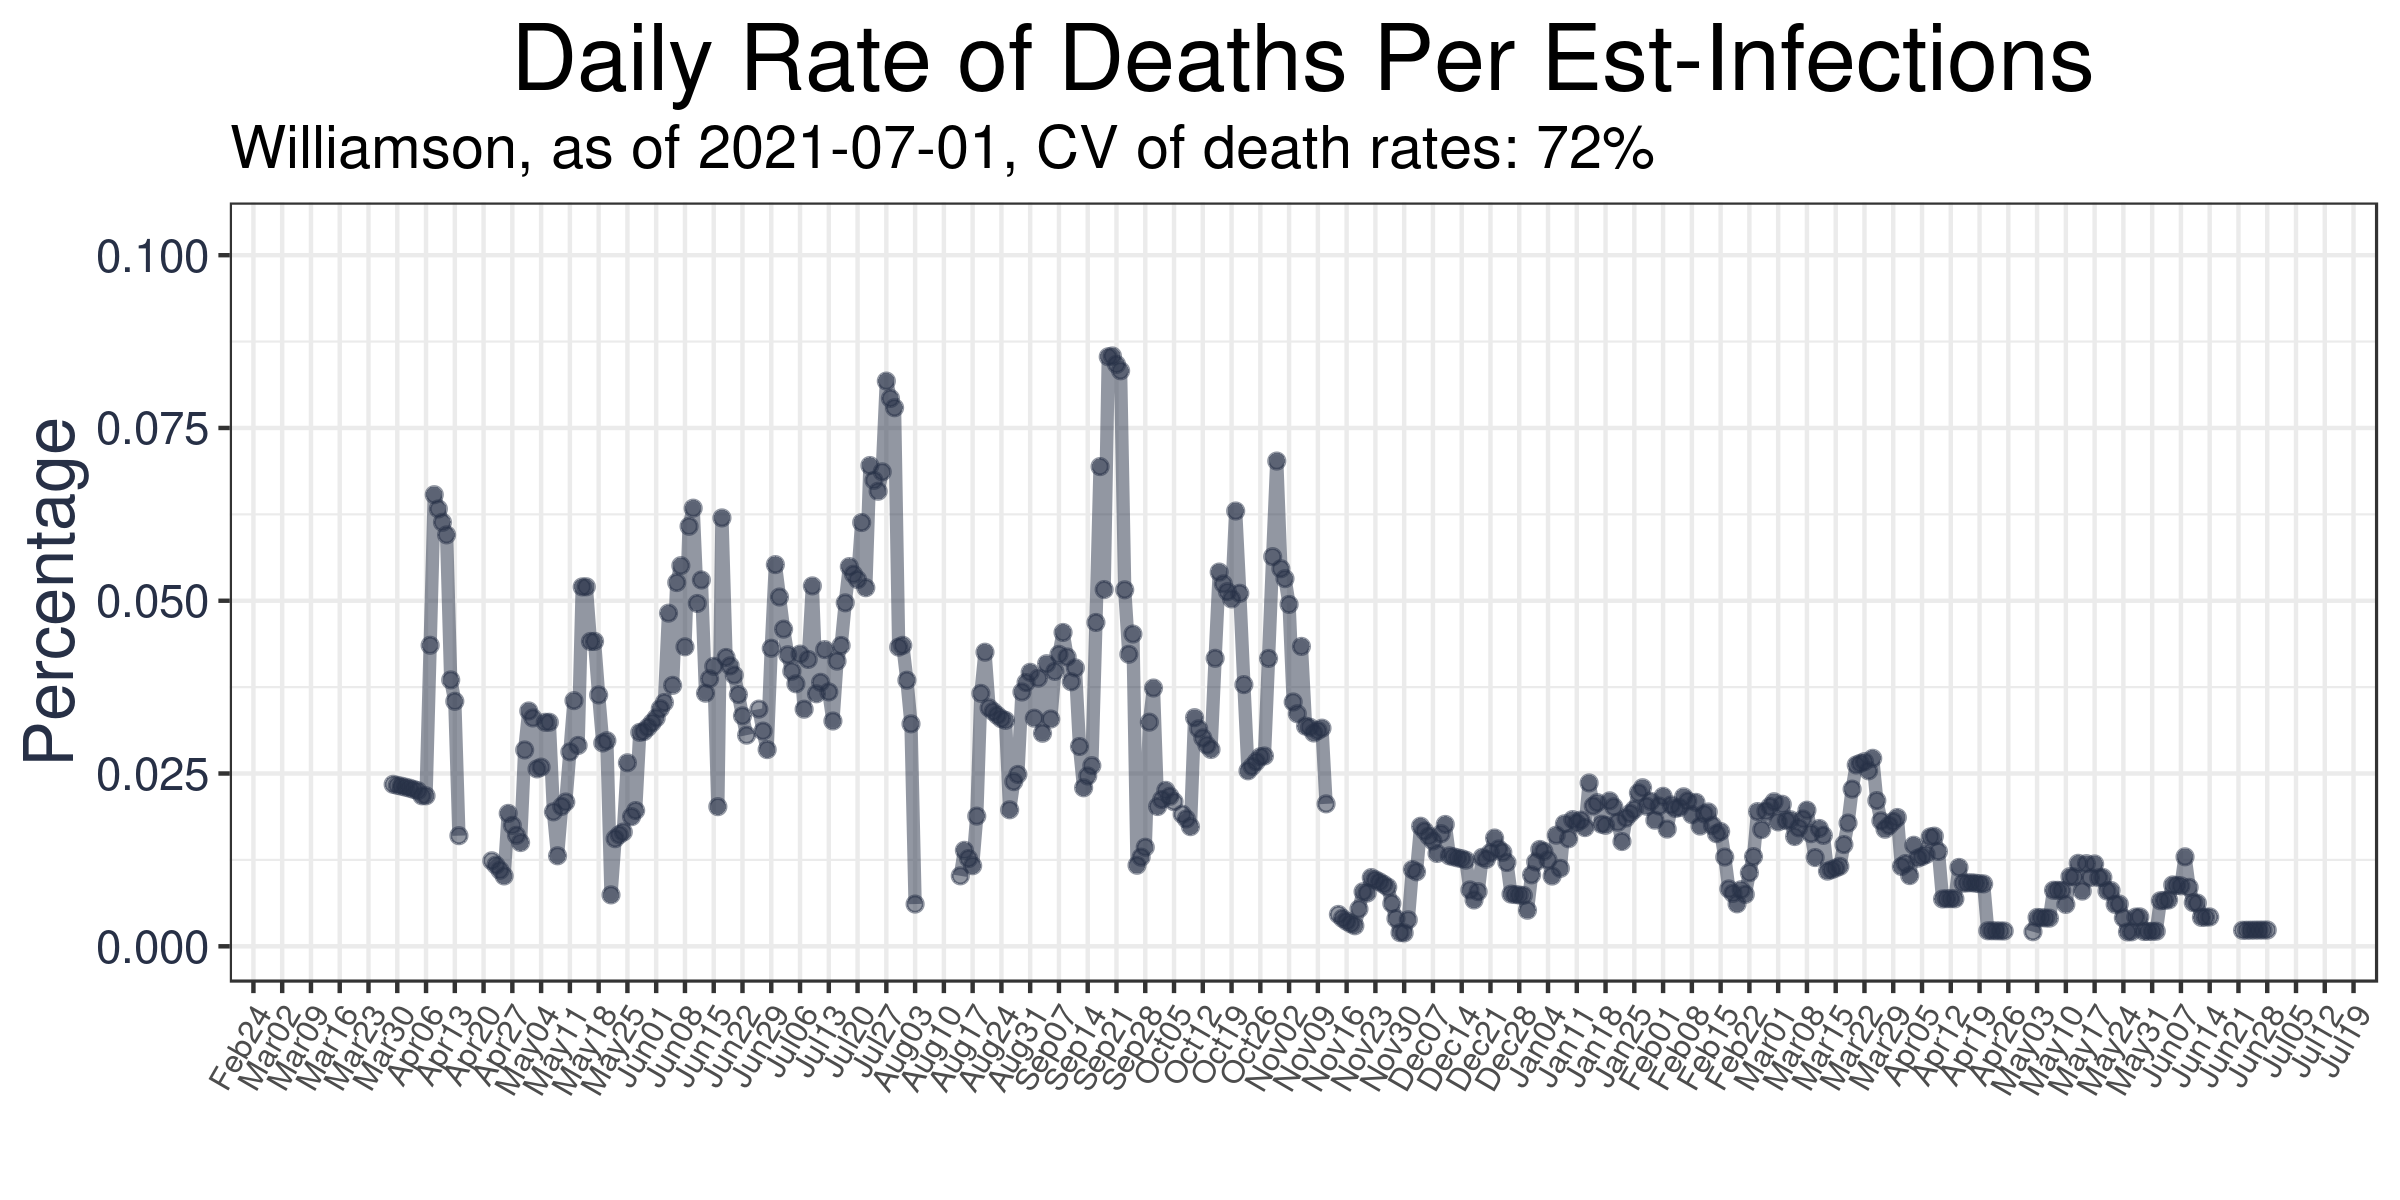 Daily Rate of Deaths Per Est-Infections
Williamson, as of 2021-07-01, CV of death rates: 72%
Percentage
0.100
0.075
0.050
0.025
0.000
Feb24
Mar02
Mar09
Mar16
Mar23
Mar30
Apr06
Apr13
Apr20
Apr27
May04
May11
May18
May25
Jun01
Jun08
Jun15
Jun22
Jun29
Jul06
Jul13
Jul20
Jul27
Aug03
Aug10
Aug17
Aug24
Aug31
Sep07
Sep14
Sep21
Sep28
Oct05
Oct12
Oct19
Oct26
Nov02
Nov09
Nov16
Nov23
Nov30
Dec07
Dec14
Dec21
Dec28
Jan04
Jan11
Jan18
Jan25
Feb01
Feb08
Feb15
Feb22
Mar01
Mar08
Mar15
Mar22
Mar29
Apr05
Apr12
Apr19
Apr26
May03
May10
May17
May24
May31
Jun07
Jun14
Jun21
Jun28
Jul05
Jul12
Jul19